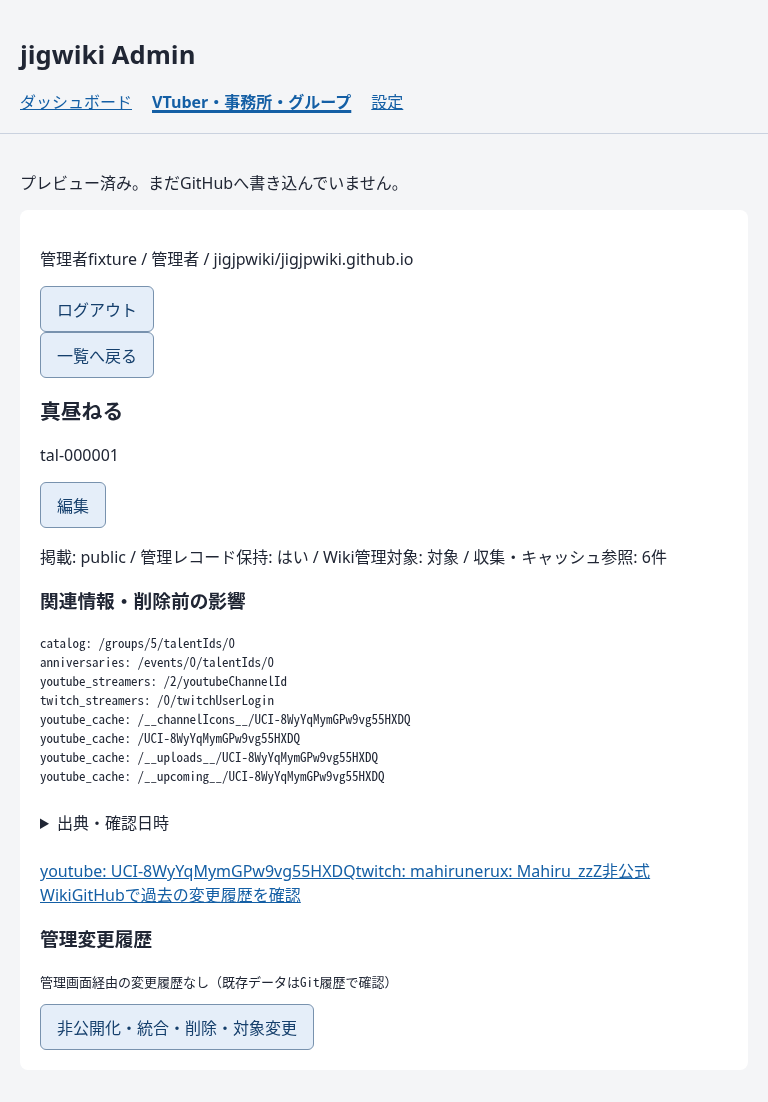 jigwiki Admin
ダッシュボード VTuber・事務所・グループ 設定
プレビュー済み。まだGitHubへ書き込んでいません。
管理者fixture / 管理者 / jigjpwiki/jigjpwiki.github.io
ログアウト
一覧へ戻る
真昼ねる
tal-000001
編集
掲載: public / 管理レコード保持: はい / Wiki管理対象: 対象 / 収集・キャッシュ参照: 6件
関連情報・削除前の影響
catalog: /groups/5/talentIds/0
anniversaries: /events/0/talentIds/0
youtube_streamers: /2/youtubeChannelId
twitch_streamers: /0/twitchUserLogin
youtube_cache: /__channelIcons__/UCI-8WyYqMymGPw9vg55HXDQ
youtube_cache: /UCI-8WyYqMymGPw9vg55HXDQ
youtube_cache: /__uploads__/UCI-8WyYqMymGPw9vg55HXDQ
youtube_cache: /__upcoming__/UCI-8WyYqMymGPw9vg55HXDQ
▶ 出典・確認日時
youtube: UCI-8WyYqMymGPw9vg55HXDQtwitch: mahirunerux: Mahiru_zzZ非公式
WikiGitHubで過去の変更履歴を確認
管理変更履歴
管理画面経由の変更履歴なし（既存データはGit履歴で確認）
非公開化・統合・削除・対象変更